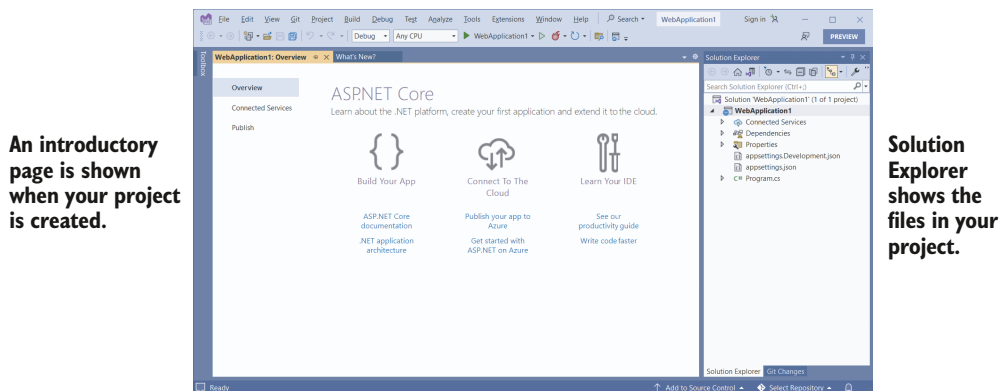 File Edit View Git Project Build Debug Test Analyze Tools Extensions Window Help Search WebApplication1 Sign in
Debug Any CPU WebApplication1 PREVIEW
Toolbox
WebApplication1: Overview What's New?
Overview
Connected Services
Publish
ASP.NET Core
Learn about the .NET platform, create your first application and extend it to the cloud.
Build Your App
Connect To The
Cloud
Learn Your IDE
ASP.NET Core
documentation
.NET application
architecture
Publish your app to
Azure
Get started with
ASP.NET on Azure
See our
productivity guide
Write code faster
Solution Explorer
Search Solution Explorer (Ctrl+;)
Solution 'WebApplication1' (1 of 1 project)
WebApplication1
Connected Services
Dependencies
Properties
appsettings.Development.json
appsettings.json
C# Program.cs
Solution Explorer Git Changes
Ready Add to Source Control Select Repository
An introductory
page is shown
when your project
is created.
Solution
Explorer
shows the
files in your
project.